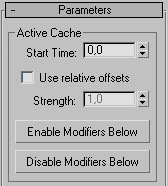 - Parameters
Active Cache
Start Time: 0,0
Use relative offsets
Strength: 1,0
Enable Modifiers Below
Disable Modifiers Below